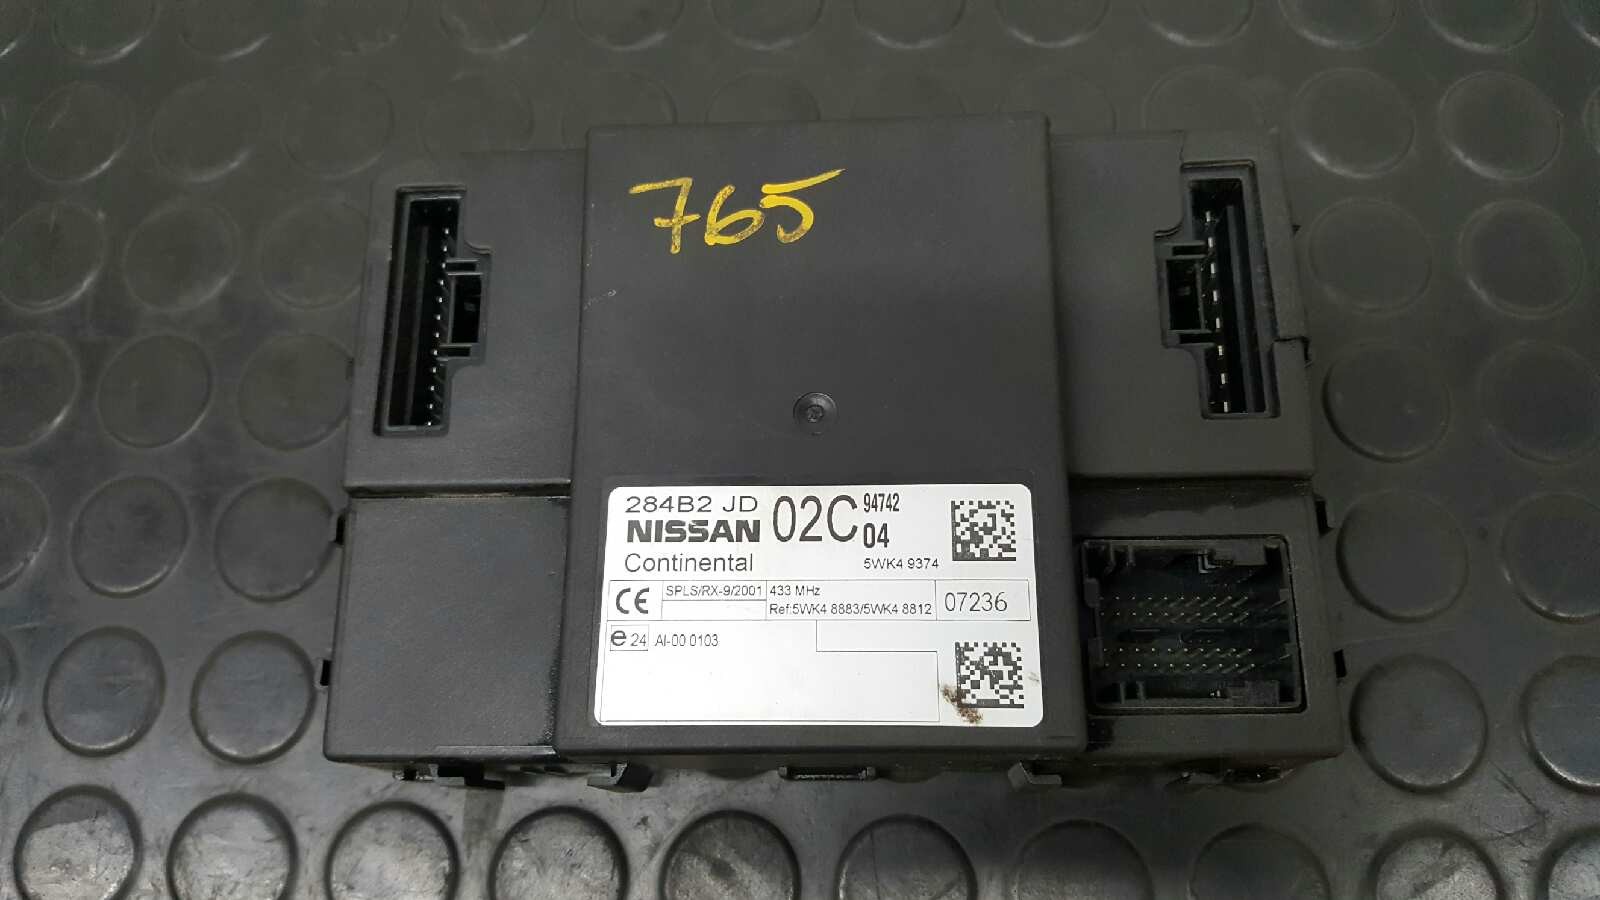 765
284B2 JD 02C 94742
NISSAN 04
Continental 5WK4 9374
CE SPLS/RX-9/2001 433 MHz
Ref:5WK4 8883/5WK4 8812 07236
e 24 AI-00 0103